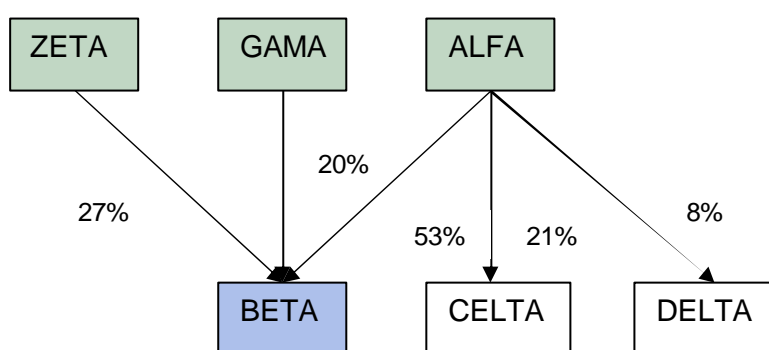 ZETA
GAMA
ALFA
20%
27%
8%
53%
21%
BETA
CELTA
DELTA